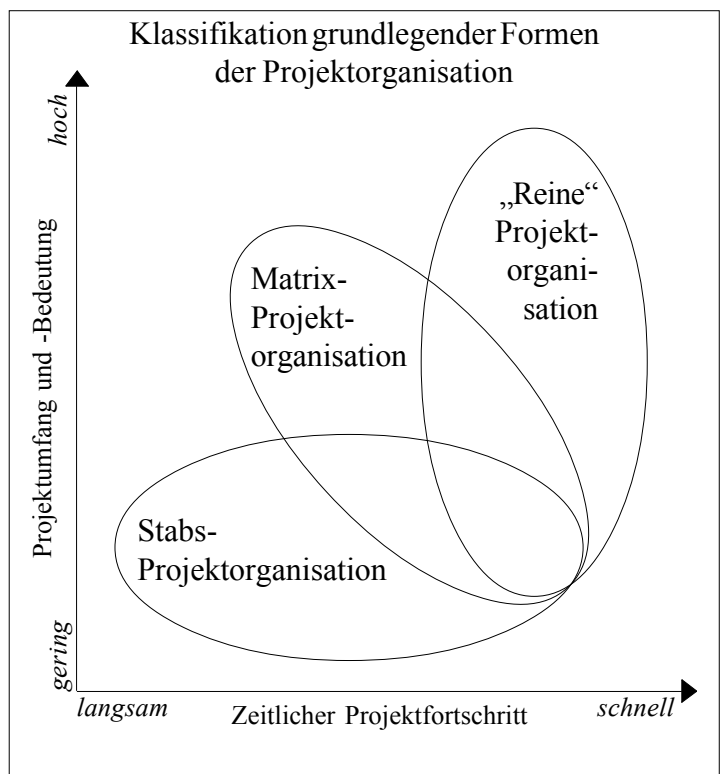 Klassifikation grundlegender Formen
der Projektorganisation
hoch
Projektumfang und -Bedeutung
gering
„Reine“
Projekt-
organi-
sation
Matrix-
Projekt-
organisation
Stabs-
Projektorganisation
langsam
Zeitlicher Projektfortschritt
schnell